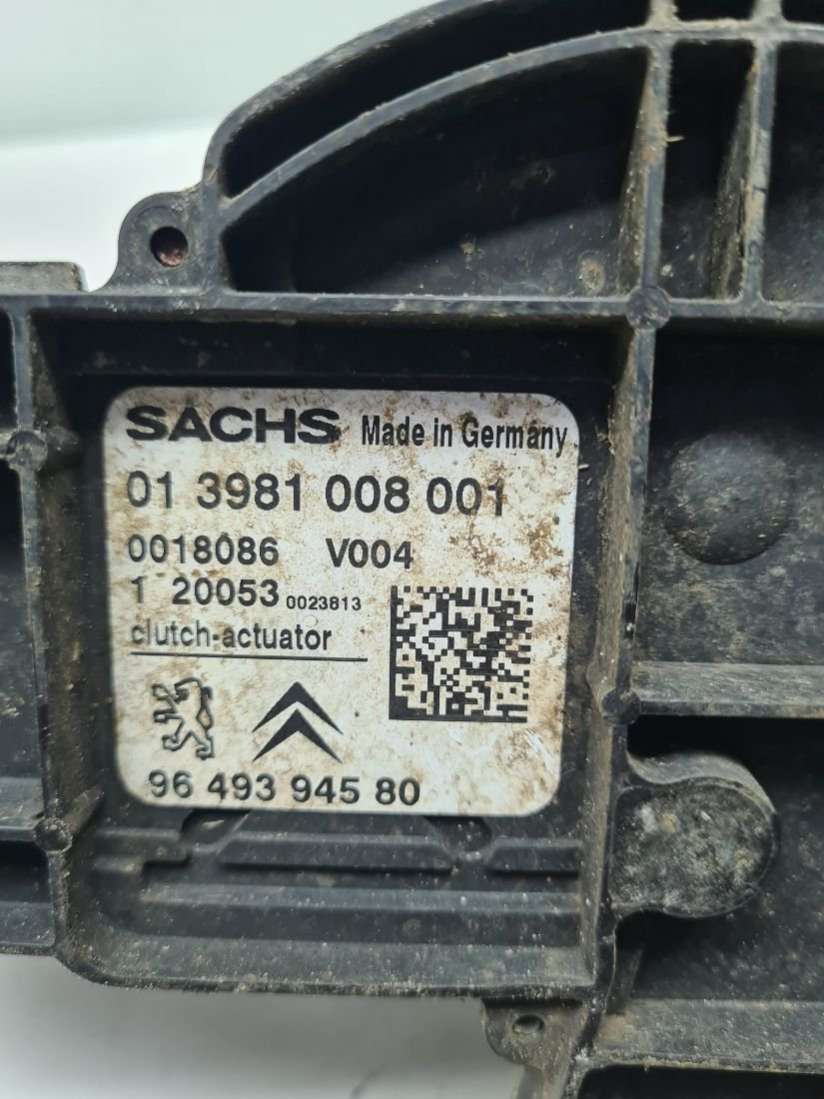 SACHS Made in Germany
01 3981 008 001
0018086 V004
1 20053 0023813
clutch-actuator
96 493 945 80